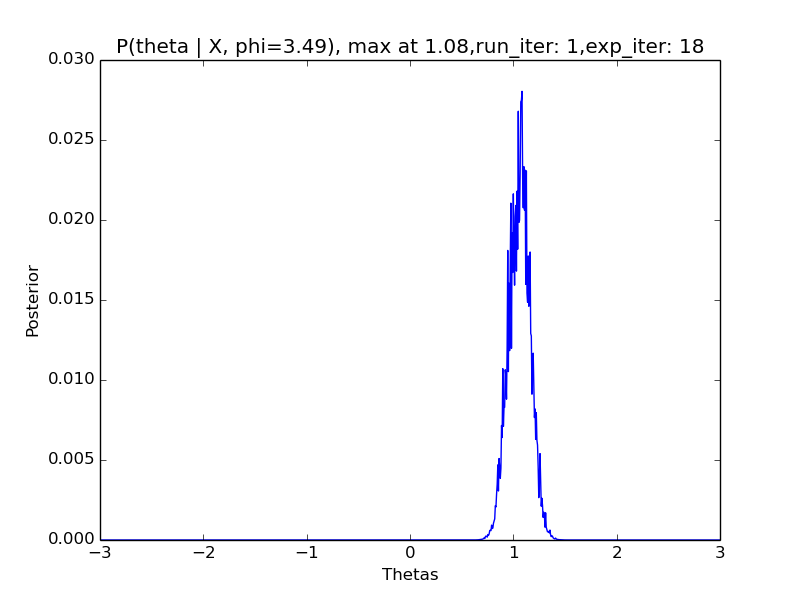 P(theta | X, phi=3.49), max at 1.08,run_iter: 1,exp_iter: 18
0.030
0.025
0.020
0.015
0.010
0.005
0.000
Posterior
−3 −2 −1 0 1 2 3
Thetas